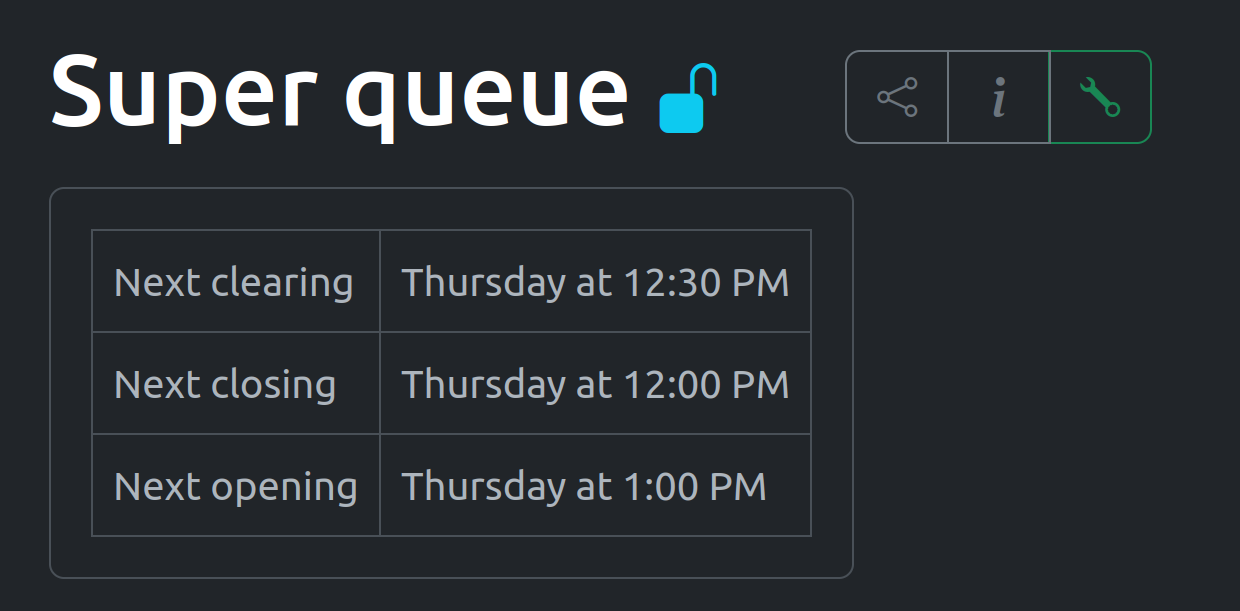 Super queue
i
Next clearing Thursday at 12:30 PM
Next closing Thursday at 12:00 PM
Next opening Thursday at 1:00 PM